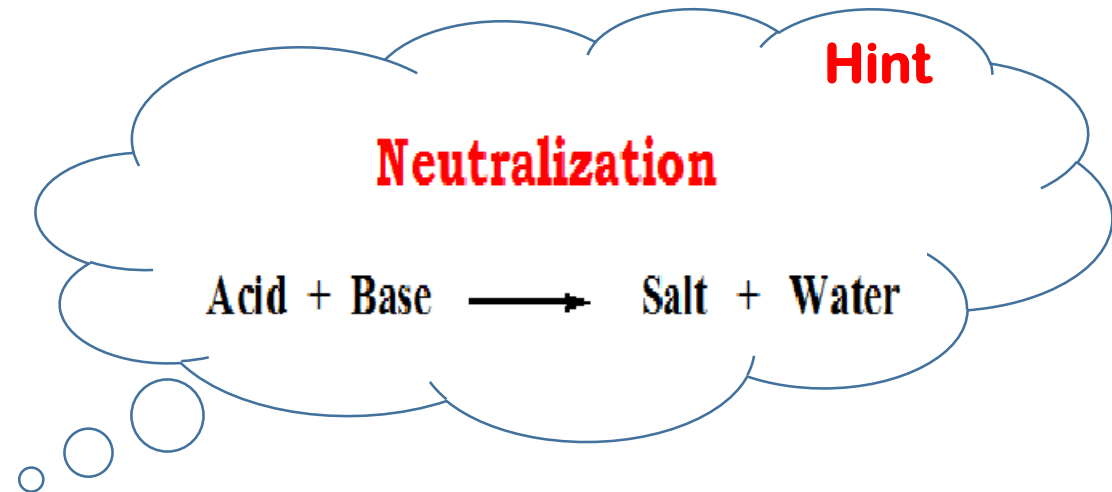 Hint
Neutralization
Acid + Base ⟶ Salt + Water